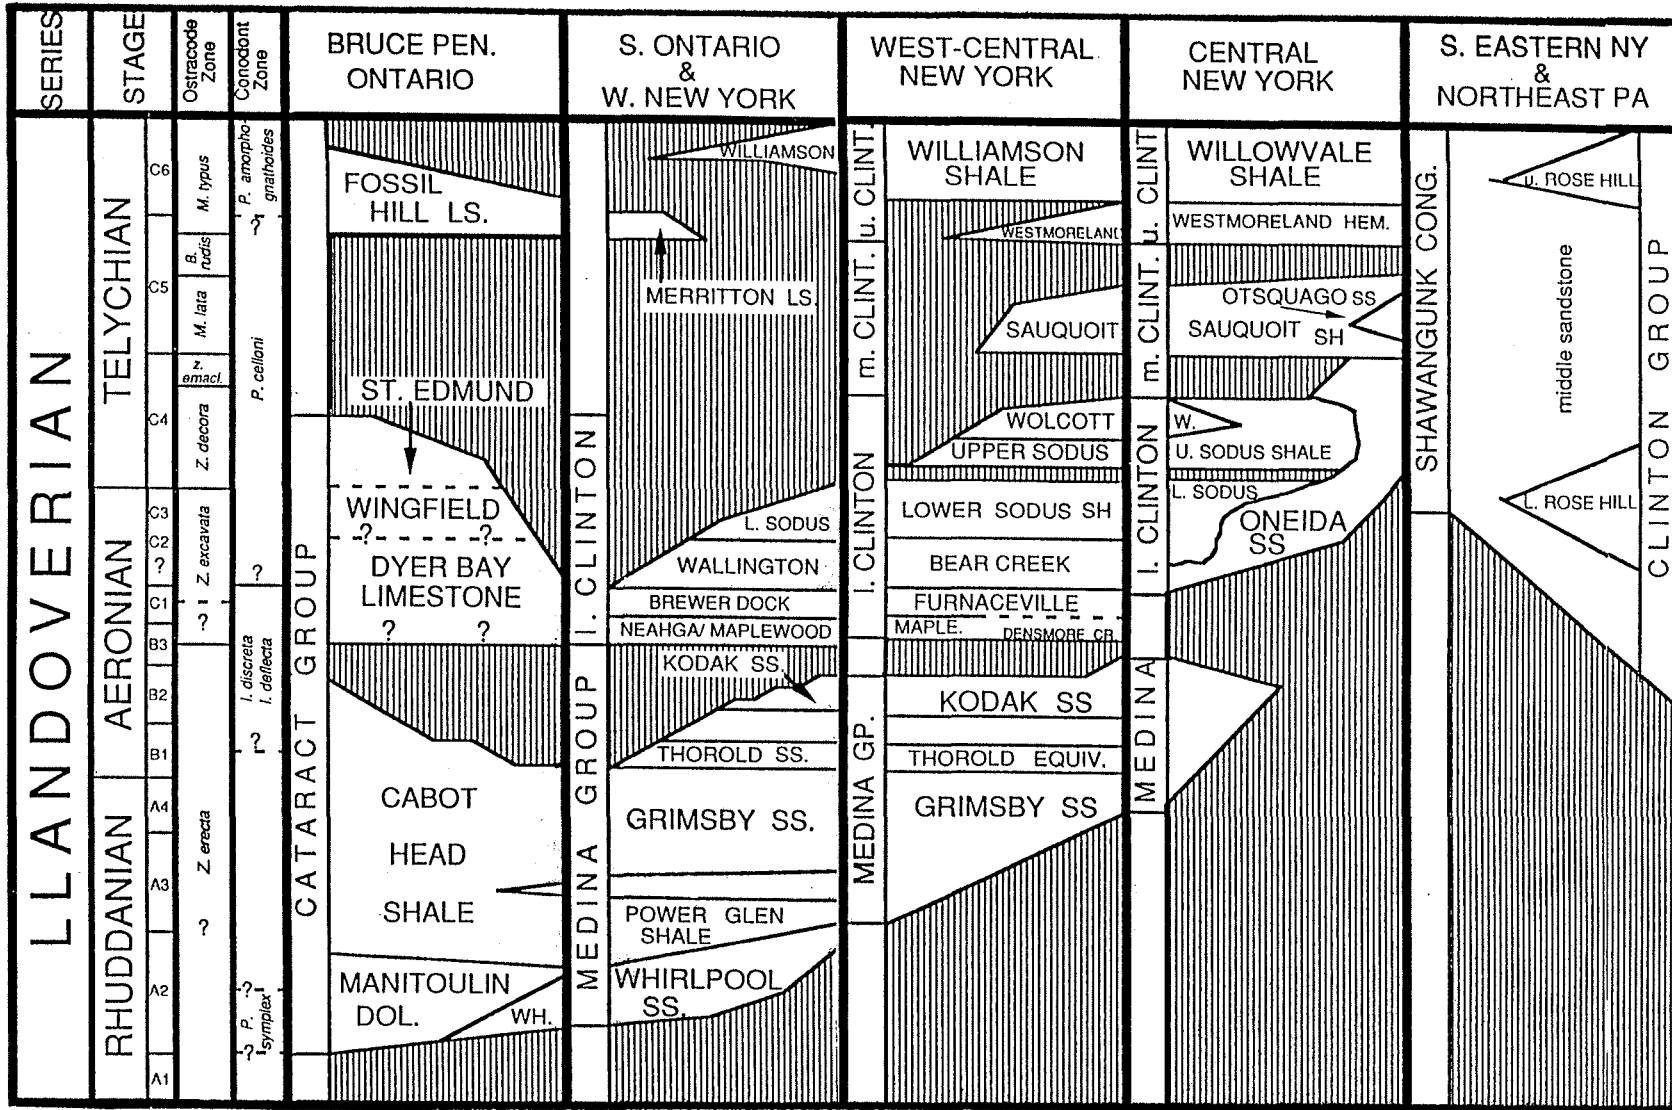 SERIES
STAGE
Ostracode
Zone
Conodont
Zone
BRUCE PEN.
ONTARIO
S. ONTARIO
&
W. NEW YORK
WEST-CENTRAL
NEW YORK
CENTRAL
NEW YORK
S. EASTERN NY
&
NORTHEAST PA
LLANDOVERIAN
TELYCHIAN
AERONIAN
RHUDDANIAN
C6
C5
C4
C3
C2
?
C1
B3
B2
B1
A4
A3
A2
A1
M. typus
B.
rudis
M. lata
Z.
emacl.
Z. decora
Z. excavata
?
Z. erecta
?
P. amorpho-
gnathoides
?
P. celloni
?
I. discreta
I. deflecta
?
?
P.
symplex
?
CATARACT GROUP
FOSSIL
HILL LS.
ST. EDMUND
WINGFIELD
? ?
DYER BAY
LIMESTONE
? ?
CABOT
HEAD
SHALE
MANITOULIN
DOL.
WH.
l. CLINTON
MEDINA GROUP
WILLIAMSON
MERRITTON LS.
L. SODUS
WALLINGTON
BREWER DOCK
NEAHGA/ MAPLEWOOD
KODAK SS.
THOROLD SS.
GRIMSBY SS.
POWER GLEN
SHALE
WHIRLPOOL
SS.
u. CLINT.
m. CLINT.
l. CLINTON
MEDINA GP.
WILLIAMSON
SHALE
WESTMORELAND
SAUQUOIT
WOLCOTT
UPPER SODUS
LOWER SODUS SH
BEAR CREEK
FURNACEVILLE
MAPLE. DENSMORE CR.
KODAK SS
THOROLD EQUIV.
GRIMSBY SS
u. CLINT
m. CLINT.
l. CLINTON
MEDINA
WILLOWVALE
SHALE
WESTMORELAND HEM.
OTSQUAGO SS
SAUQUOIT SH
W.
U. SODUS SHALE
L. SODUS
ONEIDA
SS
SHAWANGUNK CONG.
u. ROSE HILL
middle sandstone
L. ROSE HILL
CLINTON GROUP